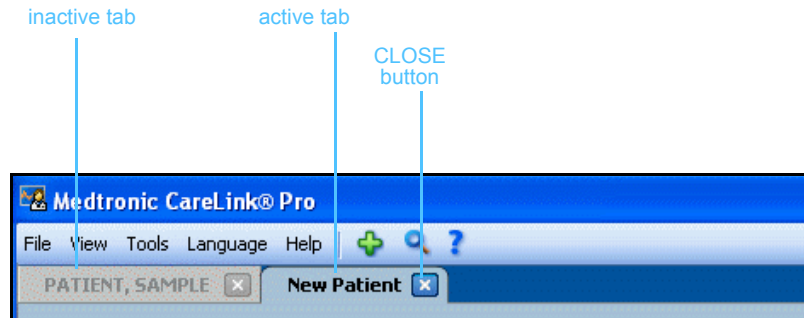 inactive tab
active tab
CLOSE
button
Medtronic CareLink® Pro
File View Tools Language Help ?
PATIENT, SAMPLE
New Patient